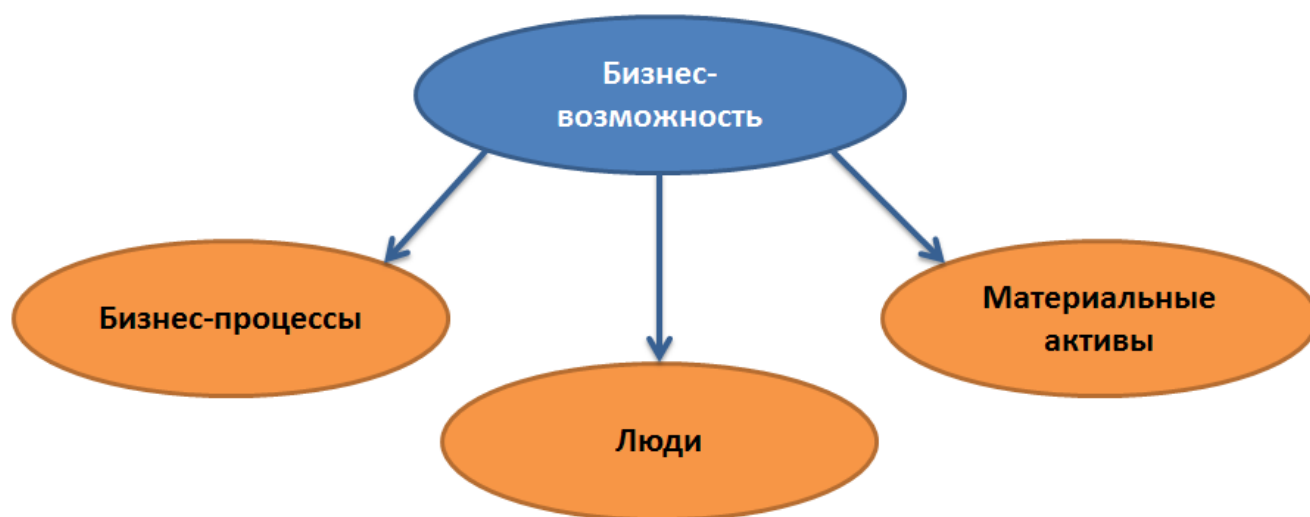 Бизнес-
возможность
Бизнес-процессы
Материальные
активы
Люди